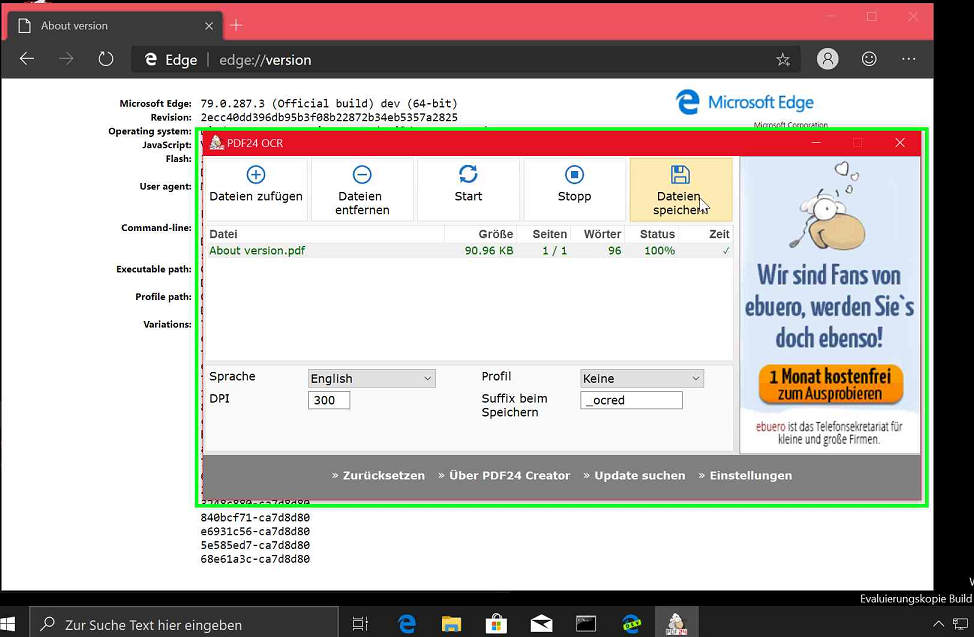 About version
Edge
edge://version
Microsoft Edge
Microsoft Corporation
Microsoft Edge: 79.0.287.3 (Official build) dev (64-bit)
Revision: 2ecc40dd396db95b3f08b22872b34eb5357a2825
Operating system:
JavaScript:
Flash:
User agent:
Command-line:
Executable path:
Profile path:
Variations:
PDF24 OCR
Dateien zufügen
Dateien
entfernen
Start
Stopp
Dateien
speichern
Datei Größe Seiten Wörter Status Zeit
About version.pdf 90.96 KB 1 / 1 96 100% ✓
Sprache English
DPI 300
Profil Keine
Suffix beim
Speichern
_ocred
» Zurücksetzen » Über PDF24 Creator » Update suchen » Einstellungen
Wir sind Fans von
ebuero, werden Sie`s
doch ebenso!
1 Monat kostenfrei
zum Ausprobieren
ebuero ist das Telefonsekretariat für
kleine und große Firmen.
840bcf71-ca7d8d80
e6931c56-ca7d8d80
5e585ed7-ca7d8d80
68e61a3c-ca7d8d80
Evaluierungskopie Build
Zur Suche Text hier eingeben
DEV
PDF24